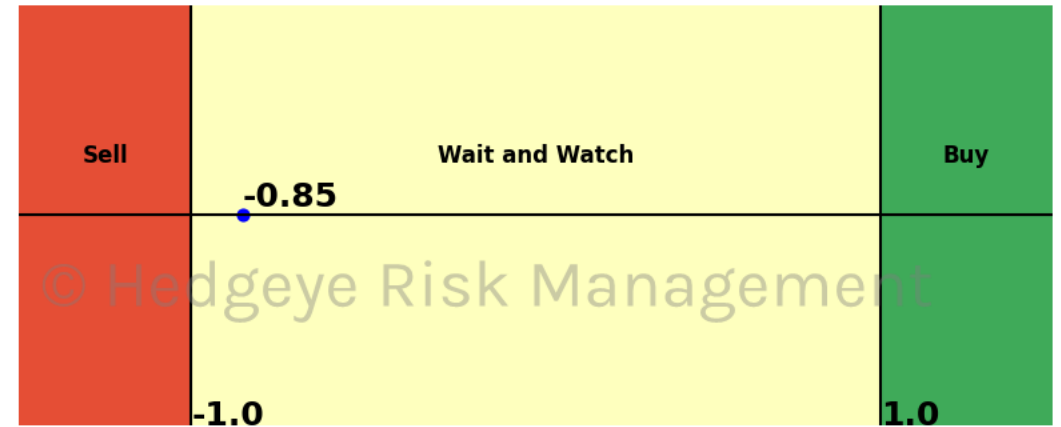 Sell
Wait and Watch
Buy
-0.85
© Hedgeye Risk Management
-1.0
1.0